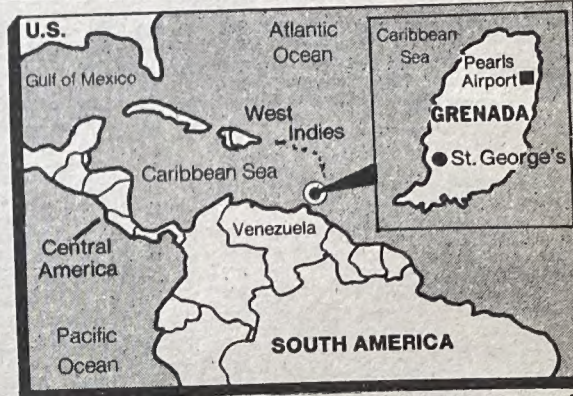 U.S.
Gulf of Mexico
Atlantic
Ocean
West
Indies
Caribbean Sea
Central
America
Venezuela
Pacific
Ocean
SOUTH AMERICA
Caribbean
Sea
Pearls
Airport
GRENADA
St. George's